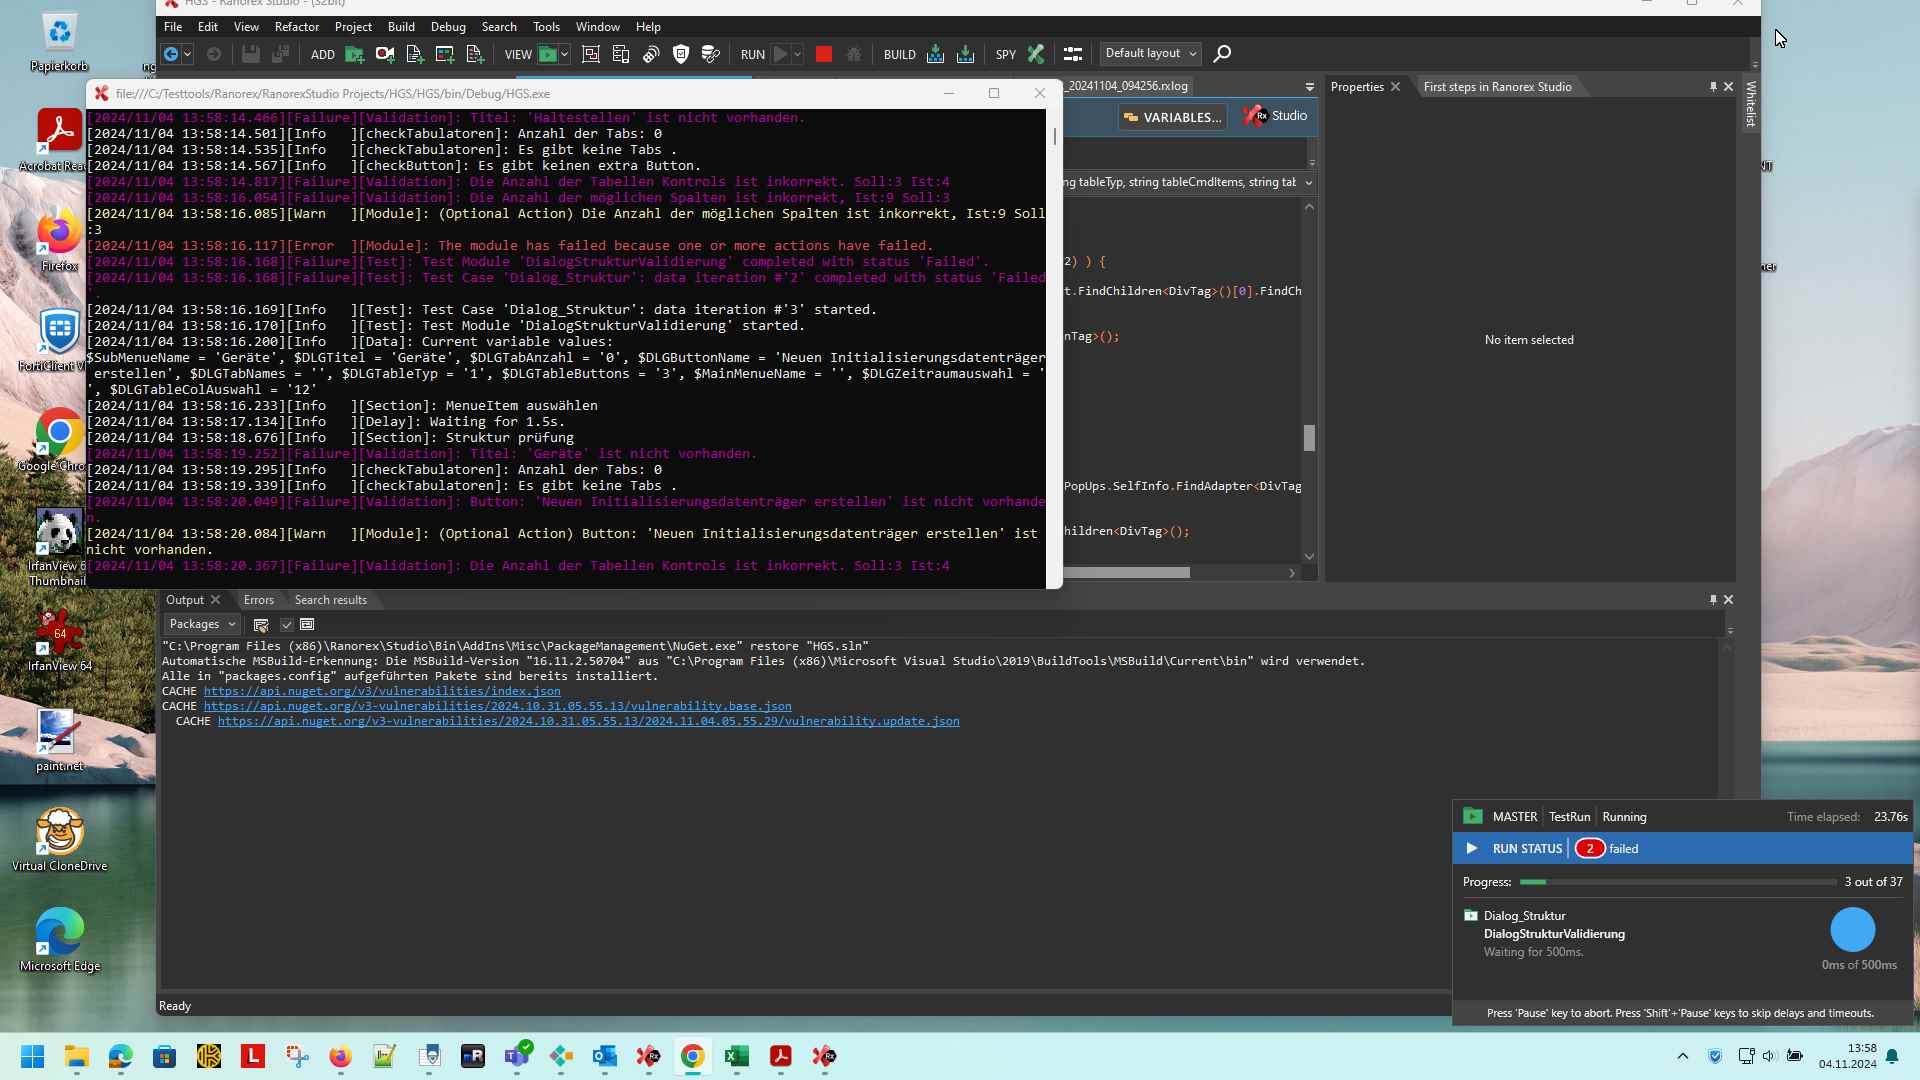 HGS - Ranorex Studio - (32bit)
File Edit View Refactor Project Build Debug Search Tools Window Help
ADD VIEW RUN BUILD SPY Default layout
file:///C:/Testtools/Ranorex/RanorexStudio Projects/HGS/HGS/bin/Debug/HGS.exe
[2024/11/04 13:58:14.466][Failure][Validation]: Titel: 'Haltestellen' ist nicht vorhanden.
[2024/11/04 13:58:14.501][Info   ][checkTabulatoren]: Anzahl der Tabs: 0
[2024/11/04 13:58:14.535][Info   ][checkTabulatoren]: Es gibt keine Tabs .
[2024/11/04 13:58:14.567][Info   ][checkButton]: Es gibt keinen extra Button.
[2024/11/04 13:58:14.817][Failure][Validation]: Die Anzahl der Tabellen Kontrols ist inkorrekt. Soll:3 Ist:4
[2024/11/04 13:58:16.054][Failure][Validation]: Die Anzahl der möglichen Spalten ist inkorrekt, Ist:9 Soll:3
[2024/11/04 13:58:16.085][Warn   ][Module]: (Optional Action) Die Anzahl der möglichen Spalten ist inkorrekt, Ist:9 Soll
:3
[2024/11/04 13:58:16.117][Error  ][Module]: The module has failed because one or more actions have failed.
[2024/11/04 13:58:16.168][Failure][Test]: Test Module 'DialogStrukturValidierung' completed with status 'Failed'.
[2024/11/04 13:58:16.168][Failure][Test]: Test Case 'Dialog_Struktur': data iteration #'2' completed with status 'Failed
'.
[2024/11/04 13:58:16.169][Info   ][Test]: Test Case 'Dialog_Struktur': data iteration #'3' started.
[2024/11/04 13:58:16.170][Info   ][Test]: Test Module 'DialogStrukturValidierung' started.
[2024/11/04 13:58:16.200][Info   ][Data]: Current variable values:
$SubMenueName = 'Geräte', $DLGTitel = 'Geräte', $DLGTabAnzahl = '0', $DLGButtonName = 'Neuen Initialisierungsdatenträger
 erstellen', $DLGTabNames = '', $DLGTableTyp = '1', $DLGTableButtons = '3', $MainMenueName = '', $DLGZeitraumauswahl = '
', $DLGTableColAuswahl = '12'
[2024/11/04 13:58:16.233][Info   ][Section]: MenueItem auswählen
[2024/11/04 13:58:17.134][Info   ][Delay]: Waiting for 1.5s.
[2024/11/04 13:58:18.676][Info   ][Section]: Struktur prüfung
[2024/11/04 13:58:19.252][Failure][Validation]: Titel: 'Geräte' ist nicht vorhanden.
[2024/11/04 13:58:19.295][Info   ][checkTabulatoren]: Anzahl der Tabs: 0
[2024/11/04 13:58:19.339][Info   ][checkTabulatoren]: Es gibt keine Tabs .
[2024/11/04 13:58:20.049][Failure][Validation]: Button: 'Neuen Initialisierungsdatenträger erstellen' ist nicht vorhande
n.
[2024/11/04 13:58:20.084][Warn   ][Module]: (Optional Action) Button: 'Neuen Initialisierungsdatenträger erstellen' ist
nicht vorhanden.
[2024/11/04 13:58:20.367][Failure][Validation]: Die Anzahl der Tabellen Kontrols ist inkorrekt. Soll:3 Ist:4
_20241104_094256.rxlog
VARIABLES...
Rx Studio
ng tableTyp, string tableCmdItems, string tab
2) ) {
t.FindChildren<DivTag>()[0].FindCh
nTag>();
PopUps.SelfInfo.FindAdapter<DivTag
hildren<DivTag>();
Properties
First steps in Ranorex Studio
No item selected
Whitelist
Output Errors Search results
Packages
"C:\Program Files (x86)\Ranorex\Studio\Bin\AddIns\Misc\PackageManagement\NuGet.exe" restore "HGS.sln"
Automatische MSBuild-Erkennung: Die MSBuild-Version "16.11.2.50704" aus "C:\Program Files (x86)\Microsoft Visual Studio\2019\BuildTools\MSBuild\Current\bin" wird verwendet.
Alle in "packages.config" aufgeführten Pakete sind bereits installiert.
CACHE https://api.nuget.org/v3/vulnerabilities/index.json
CACHE https://api.nuget.org/v3-vulnerabilities/2024.10.31.05.55.13/vulnerability.base.json
CACHE https://api.nuget.org/v3-vulnerabilities/2024.10.31.05.55.13/2024.11.04.05.55.29/vulnerability.update.json
Ready
MASTER TestRun Running Time elapsed: 23.76s
RUN STATUS 2 failed
Progress: 3 out of 37
Dialog_Struktur
DialogStrukturValidierung
Waiting for 500ms.
0ms of 500ms
Press 'Pause' key to abort. Press 'Shift'+'Pause' keys to skip delays and timeouts.
Papierkorb
ng
Acrobat Rea
Firefox
FortiClient V
Google Chro
IrfanView 6
Thumbnail
64
IrfanView 64
paint.net
Virtual CloneDrive
Microsoft Edge
NT
ner
13:58
04.11.2024